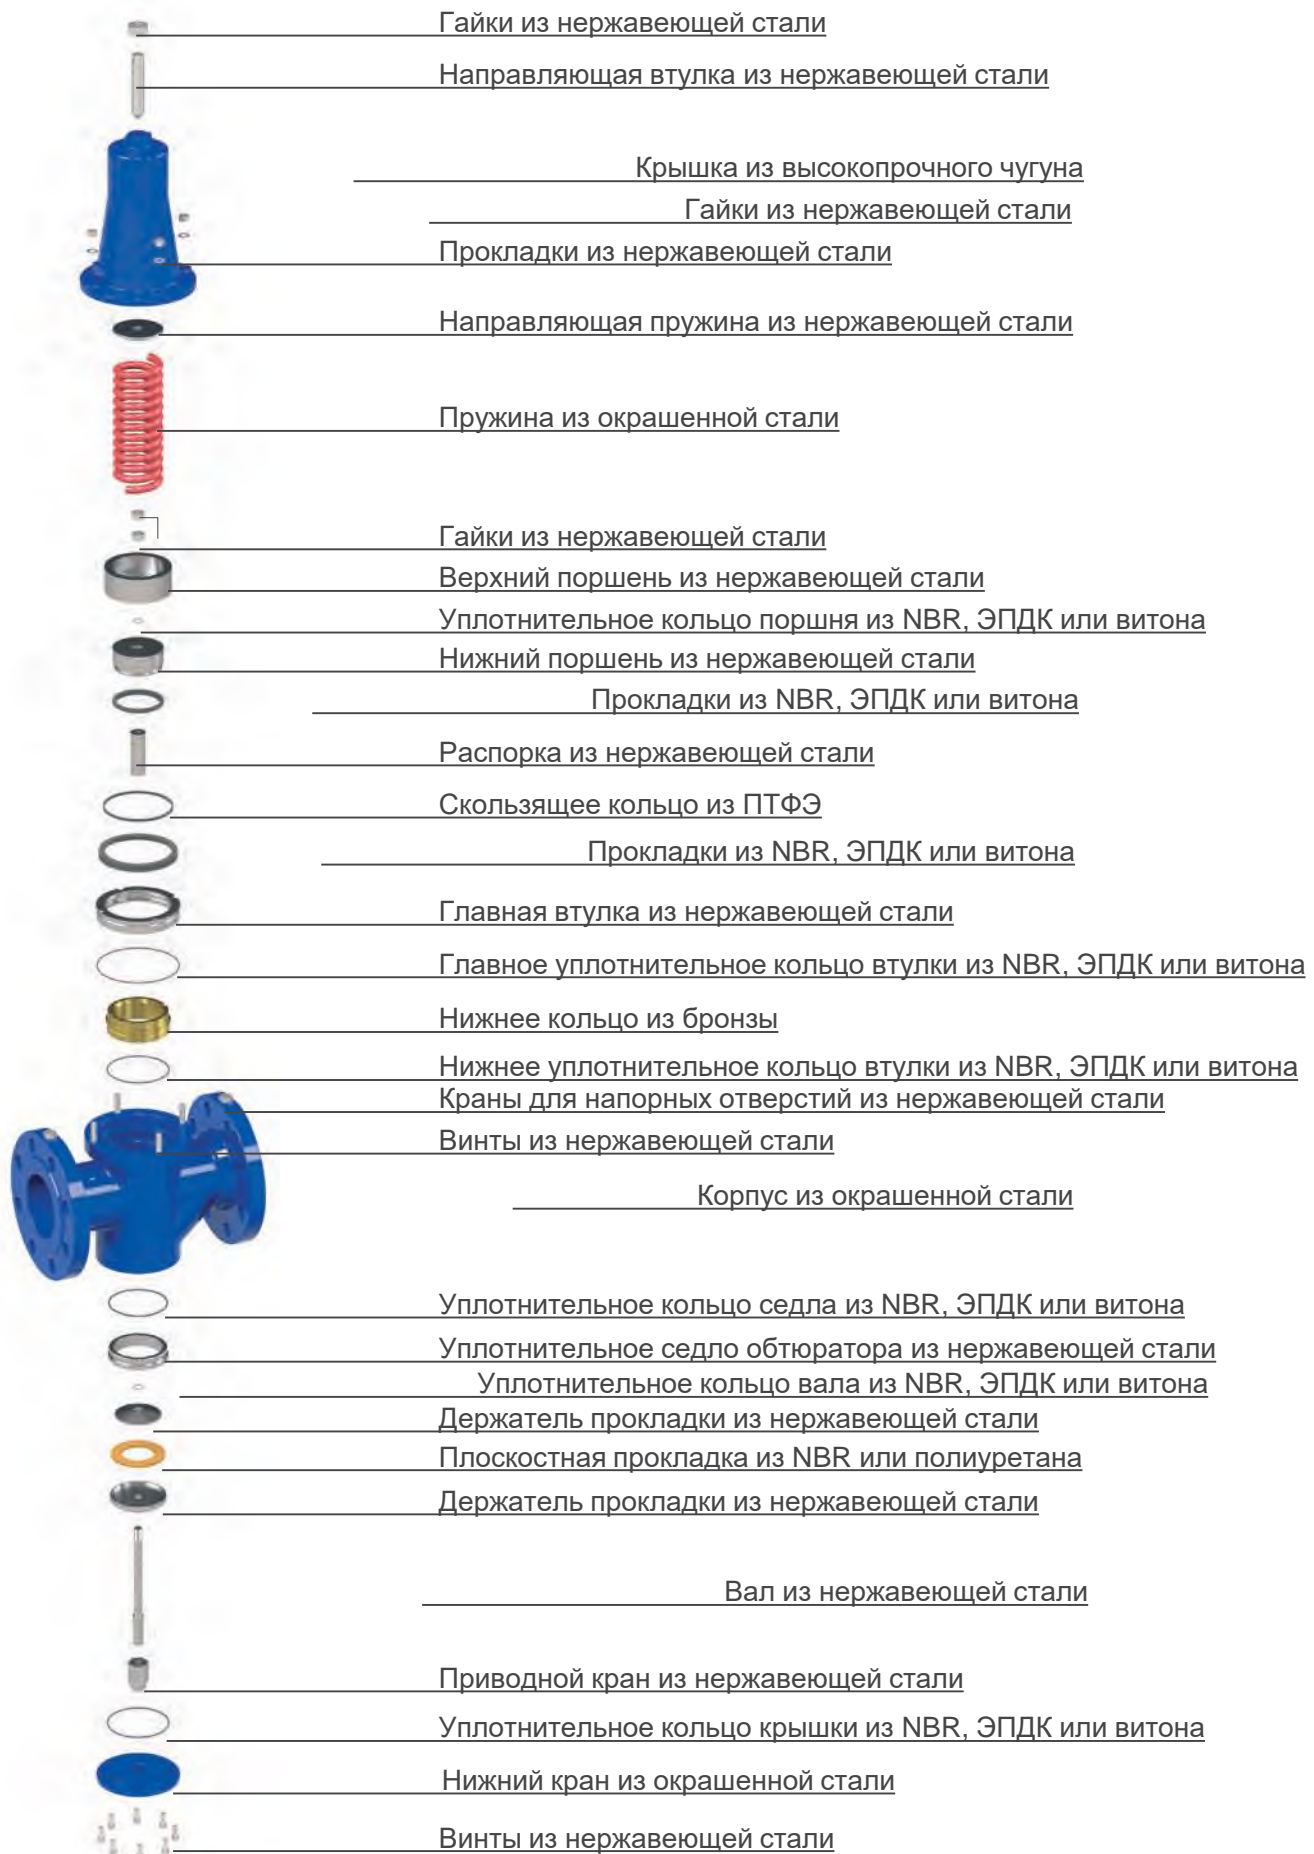 Гайки из нержавеющей стали
Направляющая втулка из нержавеющей стали
Крышка из высокопрочного чугуна
Гайки из нержавеющей стали
Прокладки из нержавеющей стали
Направляющая пружина из нержавеющей стали
Пружина из окрашенной стали
Гайки из нержавеющей стали
Верхний поршень из нержавеющей стали
Уплотнительное кольцо поршня из NBR, ЭПДК или витона
Нижний поршень из нержавеющей стали
Прокладки из NBR, ЭПДК или витона
Распорка из нержавеющей стали
Скользящее кольцо из ПТФЭ
Прокладки из NBR, ЭПДК или витона
Главная втулка из нержавеющей стали
Главное уплотнительное кольцо втулки из NBR, ЭПДК или витона
Нижнее кольцо из бронзы
Нижнее уплотнительное кольцо втулки из NBR, ЭПДК или витона
Краны для напорных отверстий из нержавеющей стали
Винты из нержавеющей стали
Корпус из окрашенной стали
Уплотнительное кольцо седла из NBR, ЭПДК или витона
Уплотнительное седло обтюратора из нержавеющей стали
Уплотнительное кольцо вала из NBR, ЭПДК или витона
Держатель прокладки из нержавеющей стали
Плоскостная прокладка из NBR или полиуретана
Держатель прокладки из нержавеющей стали
Вал из нержавеющей стали
Приводной кран из нержавеющей стали
Уплотнительное кольцо крышки из NBR, ЭПДК или витона
Нижний кран из окрашенной стали
Винты из нержавеющей стали